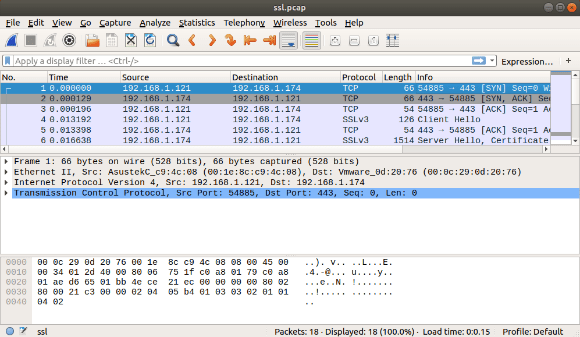 ssl.pcap
File Edit View Go Capture Analyze Statistics Telephony Wireless Tools Help
Apply a display filter ... <Ctrl-/> Expression... +
No. Time Source Destination Protocol Length Info
1 0.000000 192.168.1.121 192.168.1.174 TCP 66 54885 → 443 [SYN] Seq=0 W
2 0.000129 192.168.1.174 192.168.1.121 TCP 66 443 → 54885 [SYN, ACK] Se
3 0.000196 192.168.1.121 192.168.1.174 TCP 54 54885 → 443 [ACK] Seq=1 A
4 0.013192 192.168.1.121 192.168.1.174 SSLv3 126 Client Hello
5 0.013398 192.168.1.174 192.168.1.121 TCP 54 443 → 54885 [ACK] Seq=1 A
6 0.016638 192.168.1.174 192.168.1.121 SSLv3 1514 Server Hello, Certificate
Frame 1: 66 bytes on wire (528 bits), 66 bytes captured (528 bits)
Ethernet II, Src: AsustekC_c9:4c:08 (00:1e:8c:c9:4c:08), Dst: Vmware_0d:20:76 (00:0c:29:0d:20:76)
Internet Protocol Version 4, Src: 192.168.1.121, Dst: 192.168.1.174
Transmission Control Protocol, Src Port: 54885, Dst Port: 443, Seq: 0, Len: 0
0000 00 0c 29 0d 20 76 00 1e 8c c9 4c 08 08 00 45 00 ..). v.. ..L...E.
0010 00 34 01 2d 40 00 80 06 75 1f c0 a8 01 79 c0 a8 .4.-@... u....y..
0020 01 ae d6 65 01 bb 4e ce 21 ec 00 00 00 00 80 02 ...e..N. !.......
0030 80 00 21 c3 00 00 02 04 05 b4 01 03 03 02 01 01 ..!..... ........
0040 04 02 ..
ssl Packets: 18 · Displayed: 18 (100.0%) · Load time: 0:0.15 Profile: Default